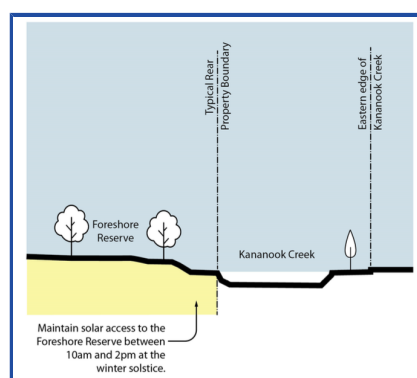 Typical Rear
Property Boundary
Eastern edge of
Kananook Creek
Foreshore
Reserve
Kananook Creek
Maintain solar access to the
Foreshore Reserve between
10am and 2pm at the
winter solstice.